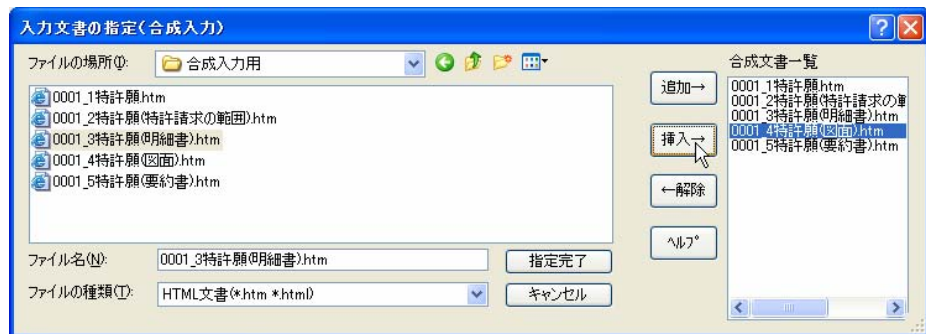 入力文書の指定(合成入力)
ファイルの場所(I):
合成入力用
0001_1特許願.htm
0001_2特許願(特許請求の範囲).htm
0001_3特許願(明細書).htm
0001_4特許願(図面).htm
0001_5特許願(要約書).htm
ファイル名(N):
0001_3特許願(明細書).htm
ファイルの種類(T):
HTML文書(*.htm *.html)
指定完了
キャンセル
追加→
挿入→
←解除
ヘルプ
合成文書一覧
0001_1特許願.htm
0001_2特許願(特許請求の範
0001_3特許願(明細書).htm
0001_4特許願(図面).htm
0001_5特許願(要約書).htm